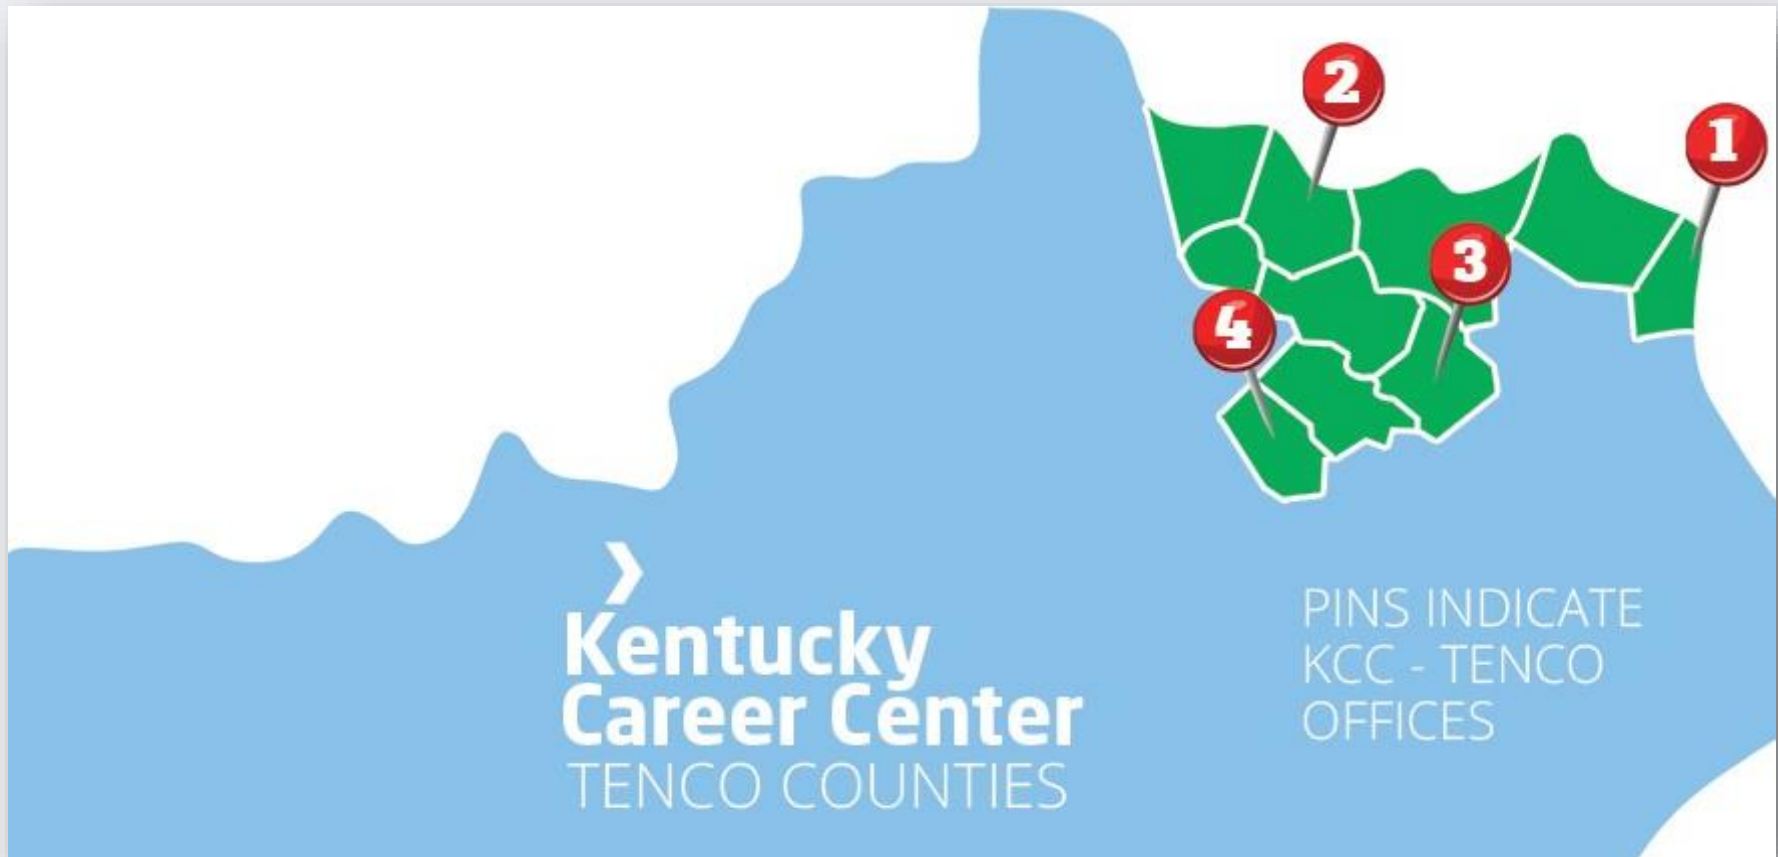 2
1
3
4
Kentucky
Career Center
TENCO COUNTIES
PINS INDICATE
KCC - TENCO
OFFICES